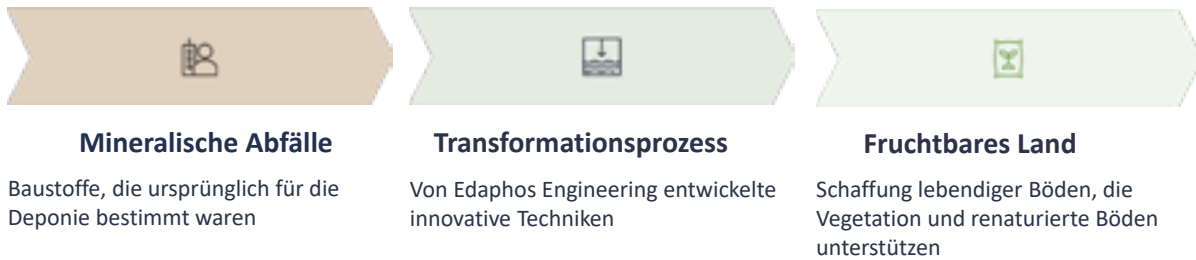 Mineralische Abfälle
Baustoffe, die ursprünglich für die
Deponie bestimmt waren
Transformationsprozess
Von Edaphos Engineering entwickelte
innovative Techniken
Fruchtbares Land
Schaffung lebendiger Böden, die
Vegetation und renaturierte Böden
unterstützen